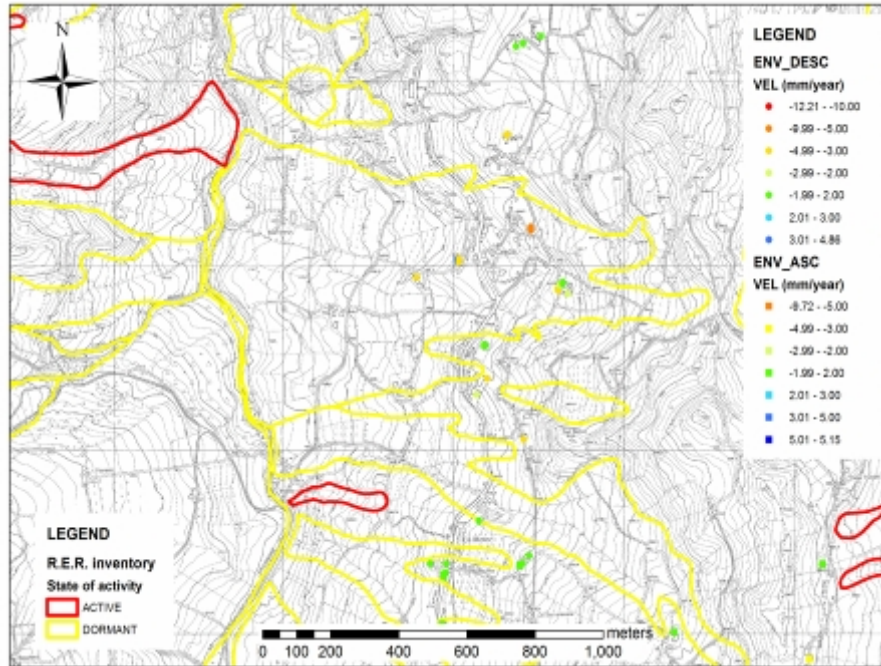 N
LEGEND
ENV_DESC
VEL (mm/year)
-12.21 - -10.00
-9.99 - -5.00
-4.99 - -3.00
-2.99 - -2.00
-1.99 - 2.00
2.01 - 3.00
3.01 - 4.86
ENV_ASC
VEL (mm/year)
-8.72 - -5.00
-4.99 - -3.00
-2.99 - -2.00
-1.99 - 2.00
2.01 - 3.00
3.01 - 5.00
5.01 - 5.15
LEGEND
R.E.R. inventory
State of activity
ACTIVE
DORMANT
meters
0 100 200 400 600 800 1,000